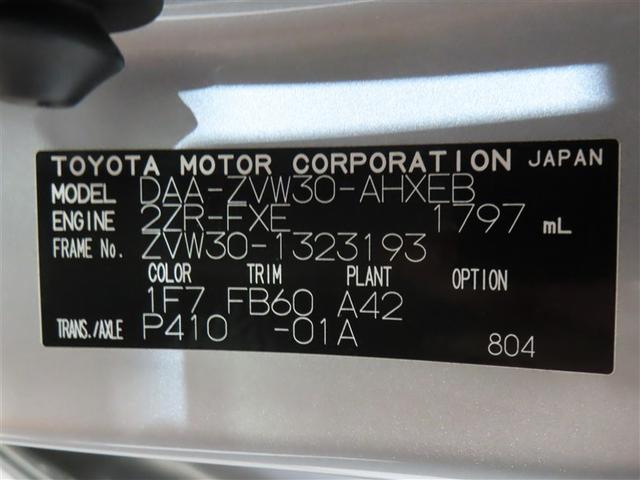 TOYOTA MOTOR CORPORATION JAPAN
MODEL DAA-ZVW30-AHXEB
ENGINE 2ZR-FXE 1797 mL
FRAME No. ZVW30-1323193
COLOR TRIM PLANT OPTION
1F7 FB60 A42
TRANS./AXLE P410 -01A
804